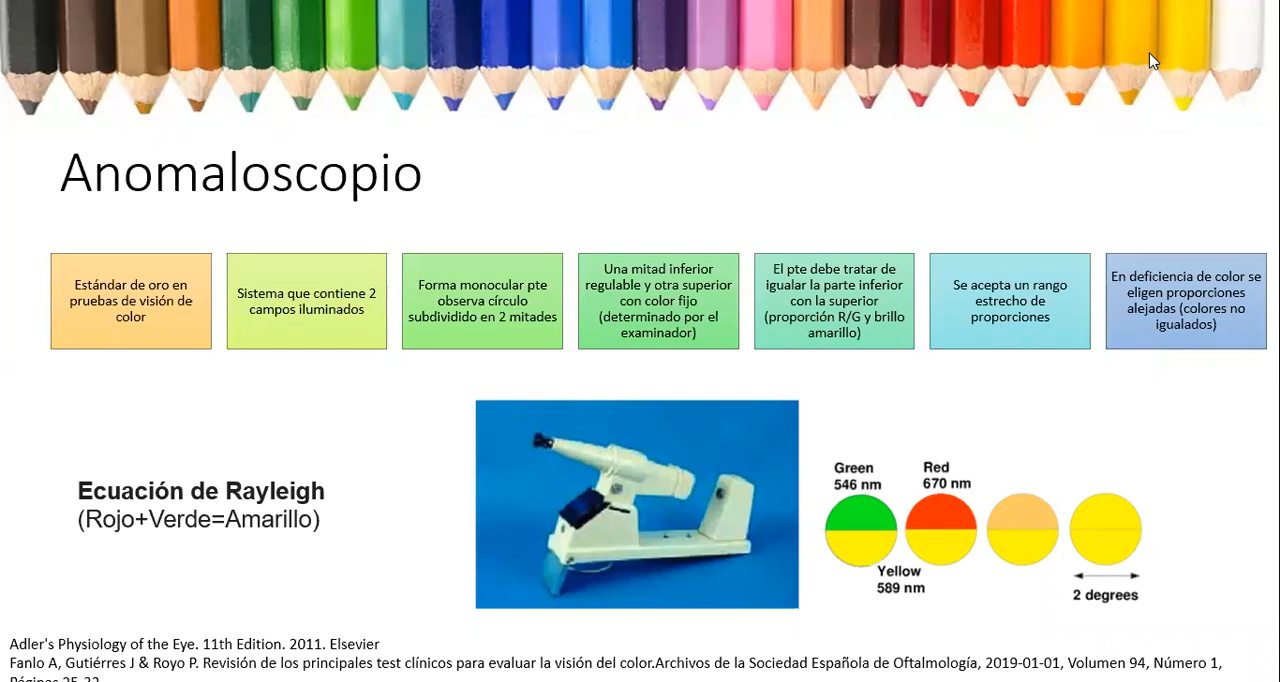 Anomaloscopio
Estándar de oro en
pruebas de visión de
color
Sistema que contiene 2
campos iluminados
Forma monocular pte
observa círculo
subdividido en 2 mitades
Una mitad inferior
regulable y otra superior
con color fijo
(determinado por el
examinador)
El pte debe tratar de
igualar la parte inferior
con la superior
(proporción R/G y brillo
amarillo)
Se acepta un rango
estrecho de
proporciones
En deficiencia de color se
eligen proporciones
alejadas (colores no
igualados)
Ecuación de Rayleigh
(Rojo+Verde=Amarillo)
Green
546 nm
Red
670 nm
Yellow
589 nm
2 degrees
Adler's Physiology of the Eye. 11th Edition. 2011. Elsevier
Fanlo A, Gutiérres J & Royo P. Revisión de los principales test clínicos para evaluar la visión del color.Archivos de la Sociedad Española de Oftalmología, 2019-01-01, Volumen 94, Número 1,
Páginas 25-32